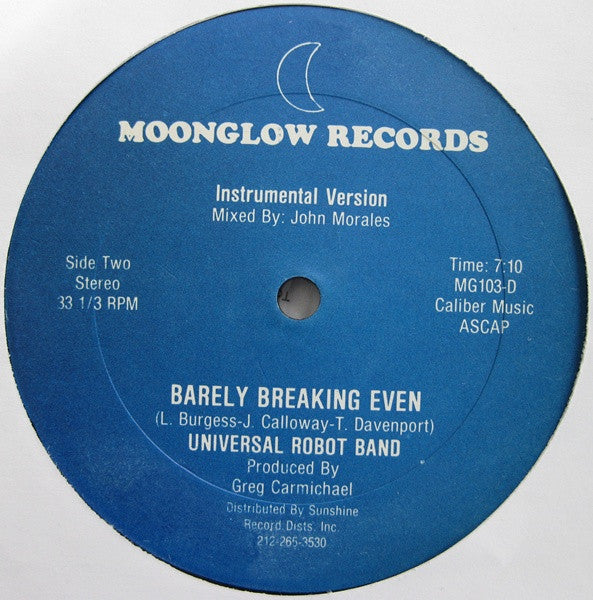 MOONGLOW RECORDS
Instrumental Version
Mixed By: John Morales
Side Two
Stereo
33 1/3 RPM
Time: 7:10
MG103-D
Caliber Music
ASCAP
BARELY BREAKING EVEN
(L. Burgess-J. Calloway-T. Davenport)
UNIVERSAL ROBOT BAND
Produced By
Greg Carmichael
Distributed By Sunshine
Record Dists. Inc.
212-265-3530